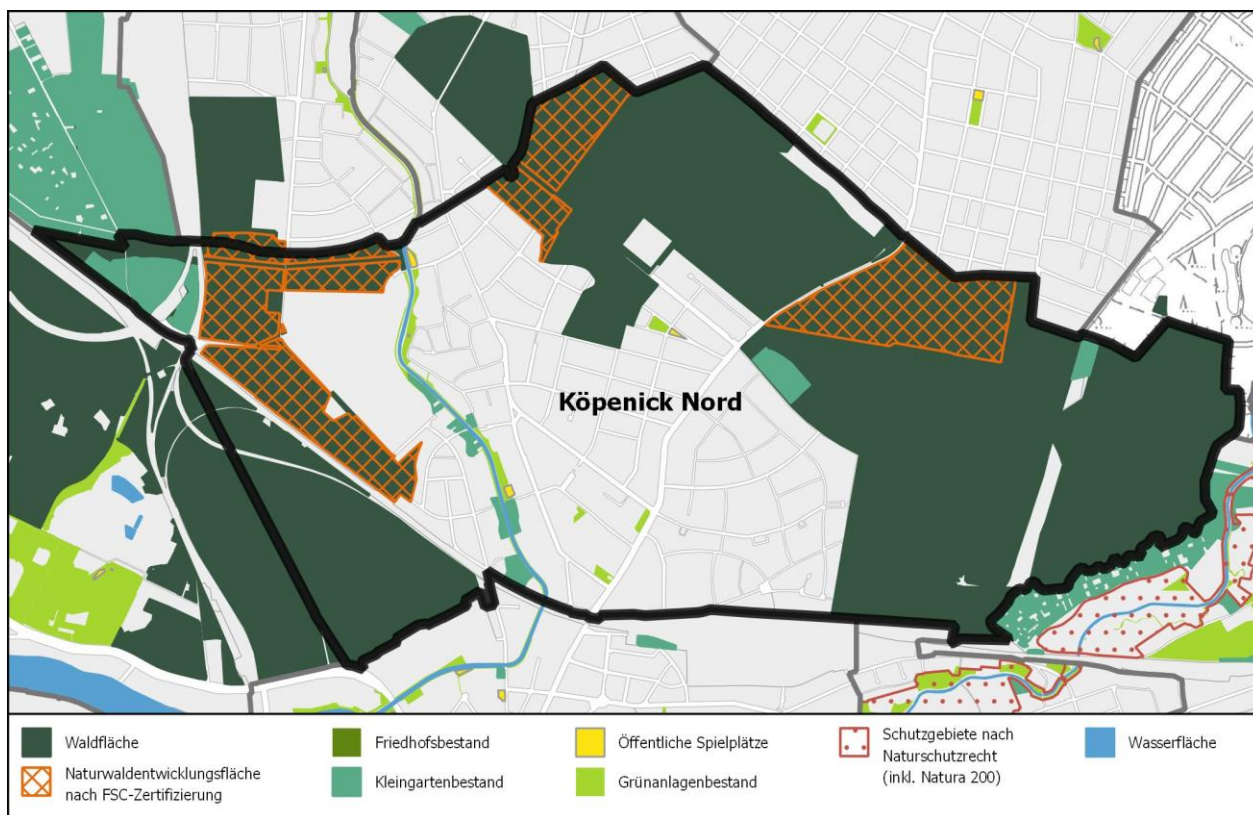 Köpenick Nord
Waldfläche
Naturwaldentwicklungsfläche
nach FSC-Zertifizierung
Friedhofsbestand
Kleingartenbestand
Öffentliche Spielplätze
Grünanlagenbestand
Schutzgebiete nach
Naturschutzrecht
(inkl. Natura 200)
Wasserfläche